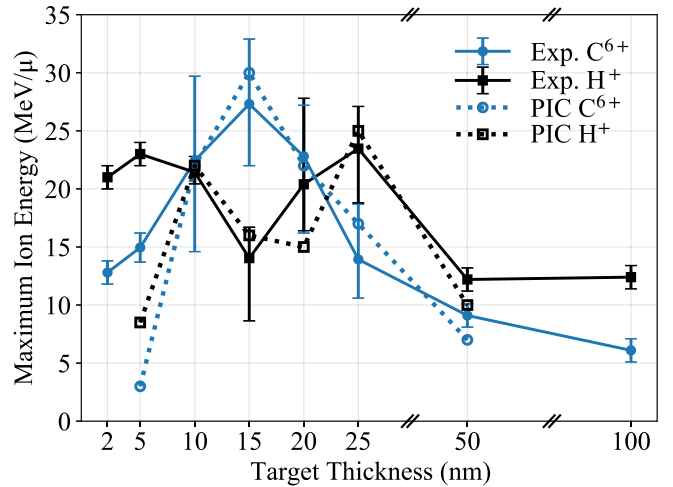 35
30
25
20
15
10
5
0
Maximum Ion Energy (MeV/μ)
Exp. C⁶⁺
Exp. H⁺
PIC C⁶⁺
PIC H⁺
2 5 10 15 20 25 50 100
Target Thickness (nm)